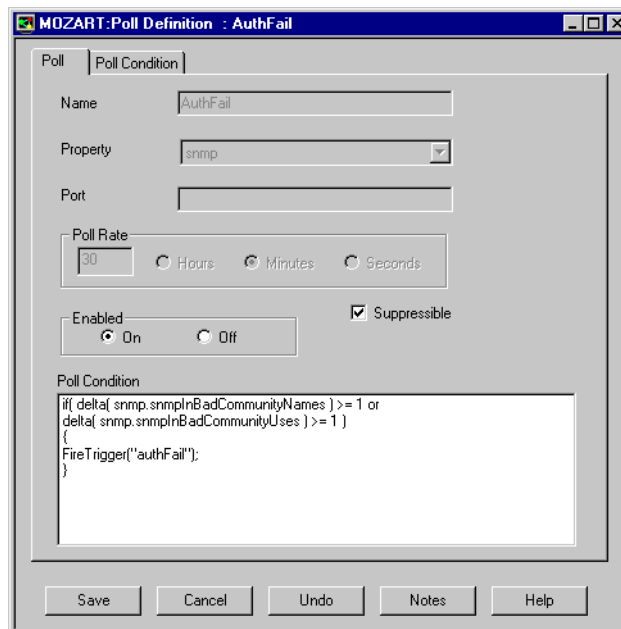 MOZART:Poll Definition : AuthFail
Poll Poll Condition
Name AuthFail
Property snmp
Port
Poll Rate
30 Hours Minutes Seconds
Enabled
On Off
Suppressible
Poll Condition
if( delta( snmp.snmpInBadCommunityNames ) >= 1 or
delta( snmp.snmpInBadCommunityUses ) >= 1 )
{
FireTrigger("authFail");
}
Save Cancel Undo Notes Help